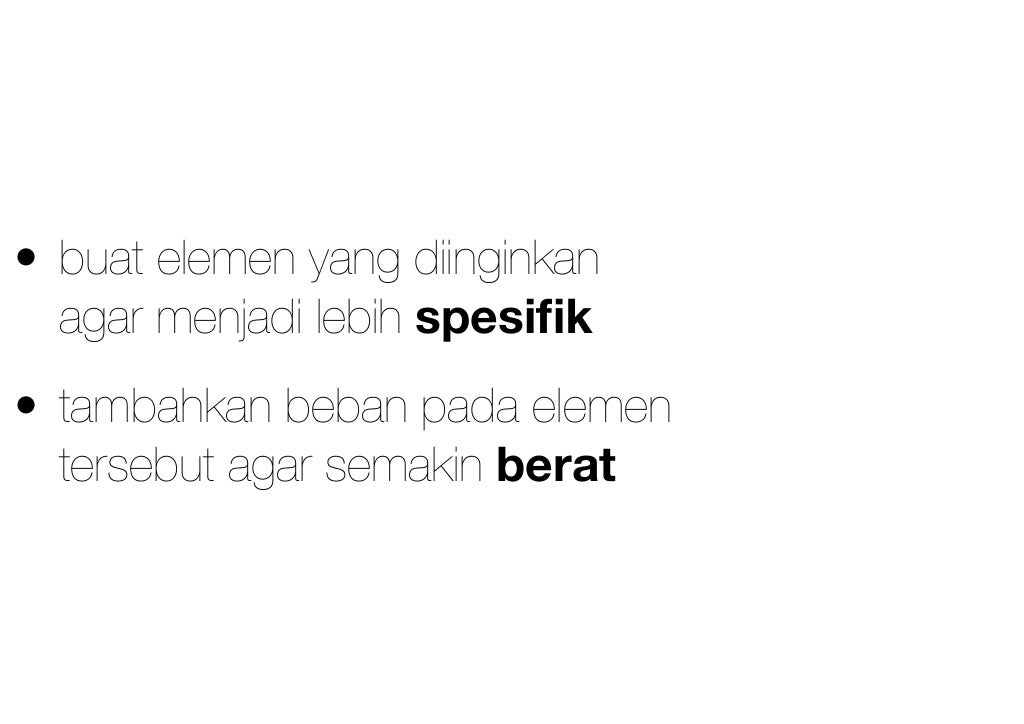 • buat elemen yang diinginkan
agar menjadi lebih spesifik
• tambahkan beban pada elemen
tersebut agar semakin berat